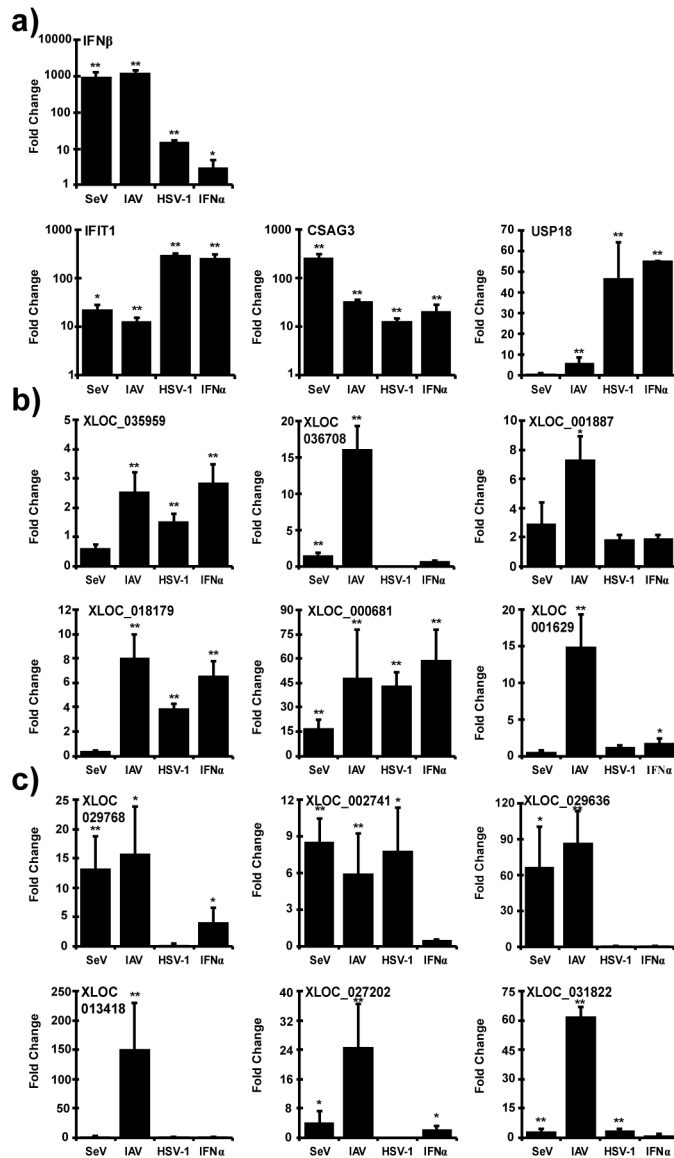 a)
IFNβ
Fold Change
1000
100
10
1
** ** ** *
SeV IAV HSV-1 IFNα
IFIT1
Fold Change
1000
100
10
1
* ** ** **
SeV IAV HSV-1 IFNα
CSAG3
Fold Change
1000
100
10
1
** ** ** **
SeV IAV HSV-1 IFNα
USP18
Fold Change
70
60
50
40
30
20
10
0
** ** **
SeV IAV HSV-1 IFNα
b)
XLOC_035959
Fold Change
5
4
3
2
1
0
** ** **
SeV IAV HSV-1 IFNα
XLOC
036708
Fold Change
20
15
10
5
0
** **
SeV IAV HSV-1 IFNα
XLOC_001887
Fold Change
10
8
6
4
2
0
*
SeV IAV HSV-1 IFNα
XLOC_018179
Fold Change
12
10
8
6
4
2
0
** ** **
SeV IAV HSV-1 IFNα
XLOC_000681
Fold Change
90
75
60
45
30
15
0
** ** ** **
SeV IAV HSV-1 IFNα
XLOC
001629
Fold Change
20
15
10
5
0
** *
SeV IAV HSV-1 IFNα
c)
XLOC
029768
Fold Change
25
20
15
10
5
0
** * *
SeV IAV HSV-1 IFNα
XLOC_002741
Fold Change
12
9
6
3
0
** ** *
SeV IAV HSV-1 IFNα
XLOC_029636
Fold Change
120
90
60
30
0
* **
SeV IAV HSV-1 IFNα
XLOC
013418
Fold Change
250
200
150
100
50
0
**
SeV IAV HSV-1 IFNα
XLOC_027202
Fold Change
40
32
24
16
8
0
* ** *
SeV IAV HSV-1 IFNα
XLOC_031822
Fold Change
75
60
45
30
15
0
** ** **
SeV IAV HSV-1 IFNα